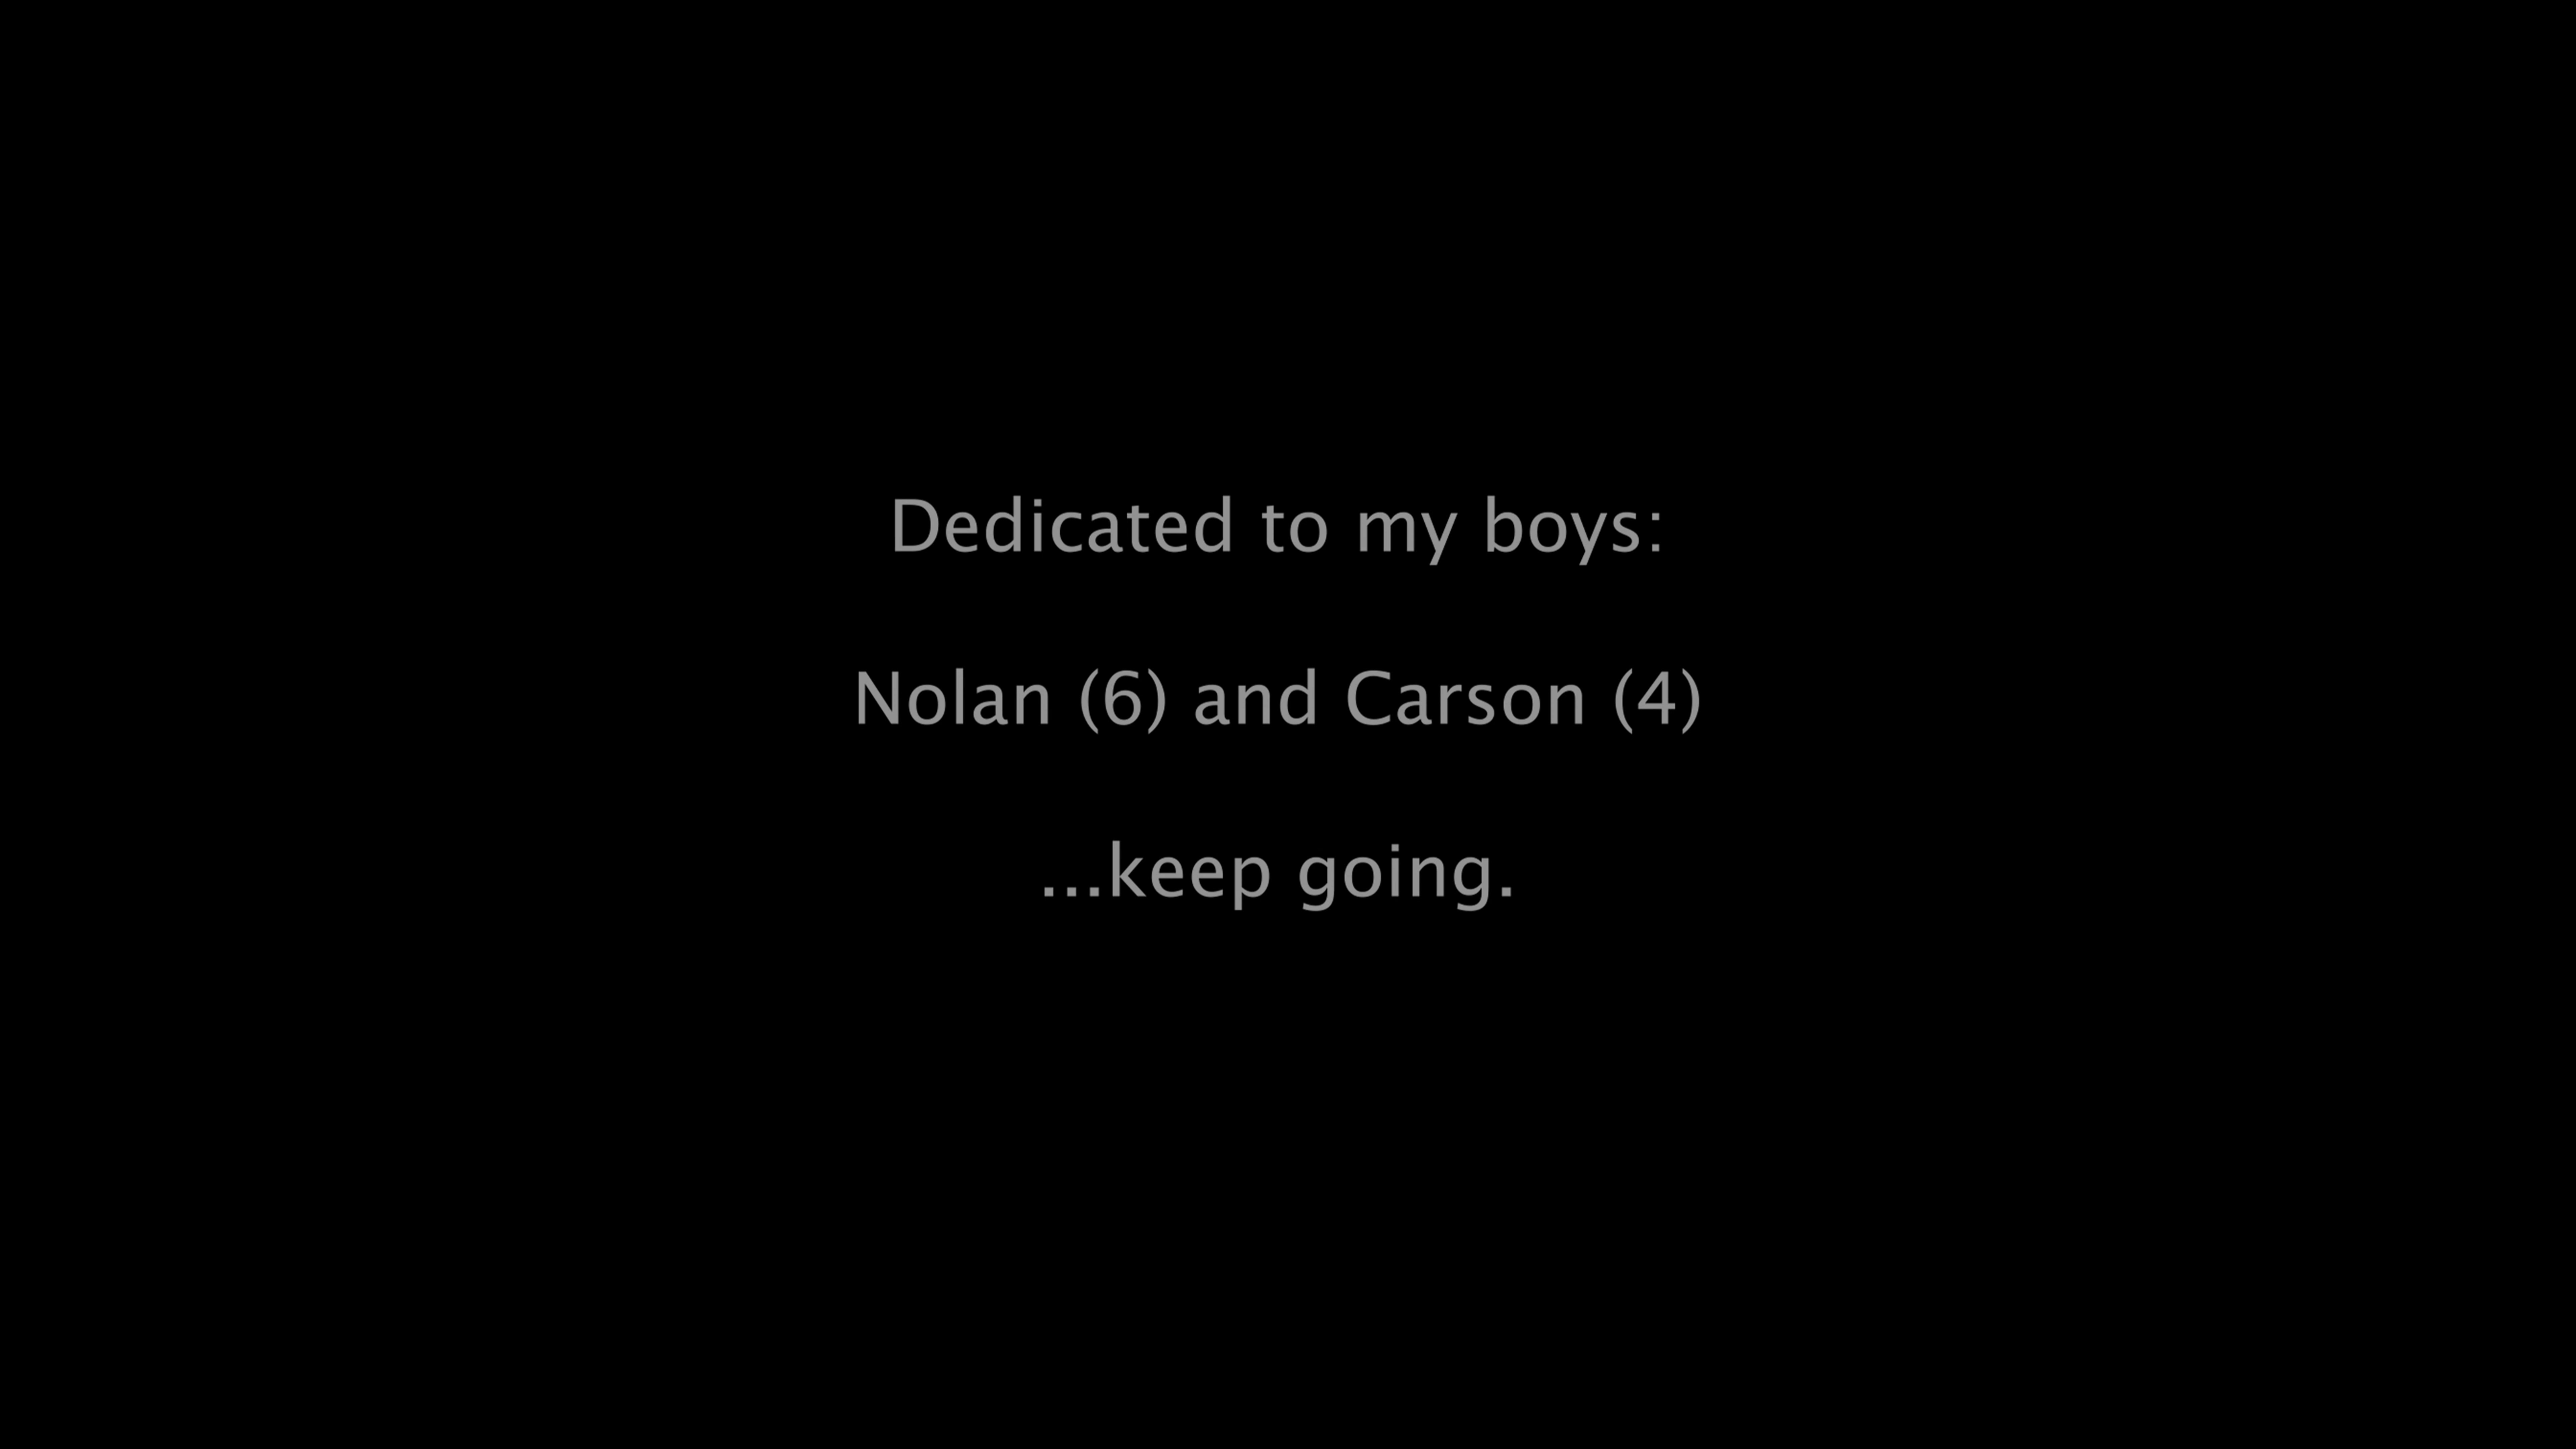 Dedicated to my boys:
Nolan (6) and Carson (4)
...keep going.